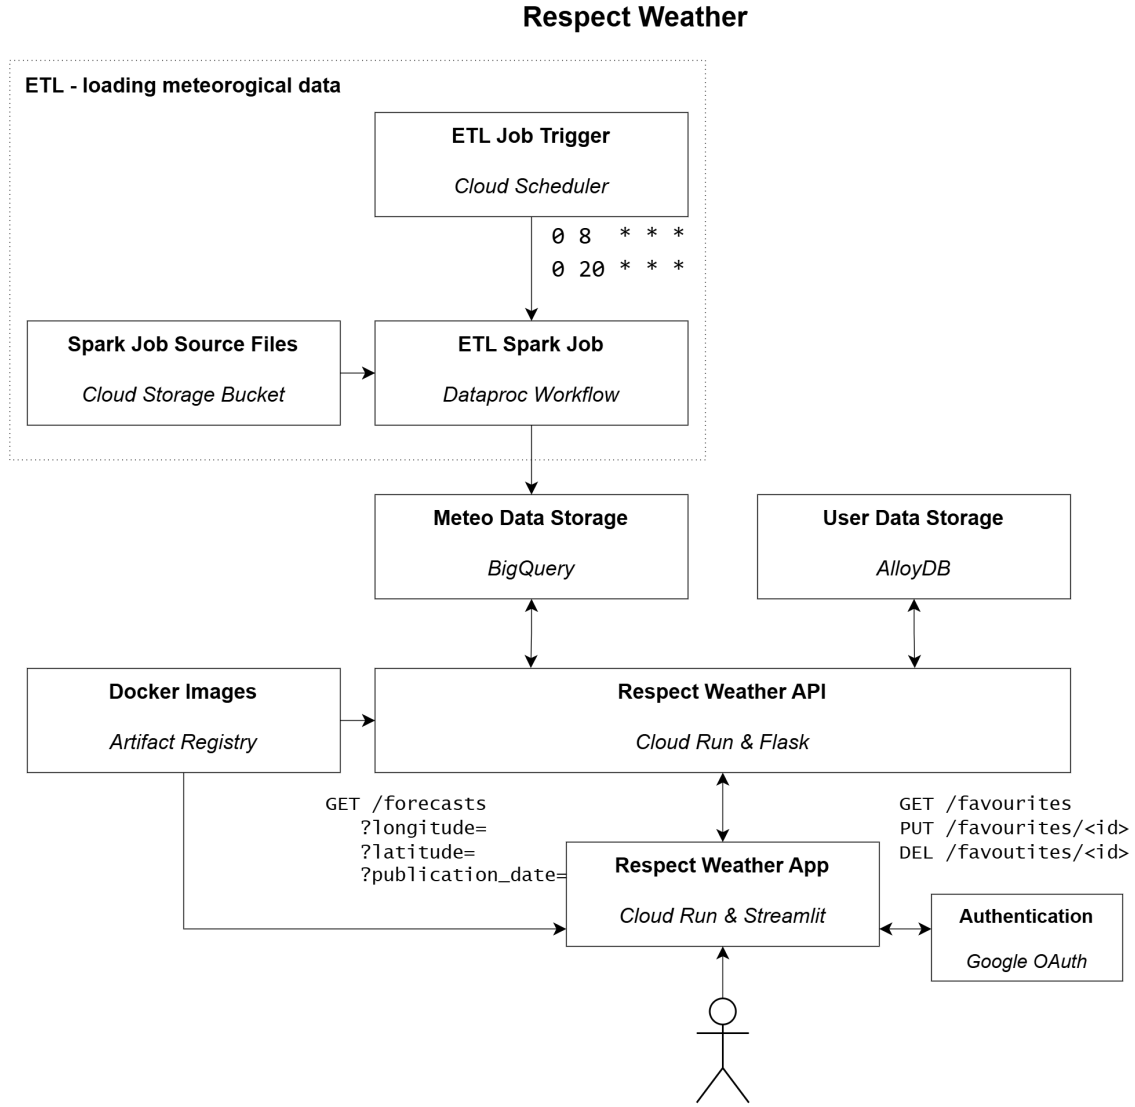 Respect Weather
ETL - loading meteorogical data
ETL Job Trigger
Cloud Scheduler
0 8 * * *
0 20 * * *
Spark Job Source Files
Cloud Storage Bucket
ETL Spark Job
Dataproc Workflow
Meteo Data Storage
BigQuery
User Data Storage
AlloyDB
Docker Images
Artifact Registry
Respect Weather API
Cloud Run & Flask
GET /forecasts
?longitude=
?latitude=
?publication_date=
GET /favourites
PUT /favourites/<id>
DEL /favoutites/<id>
Respect Weather App
Cloud Run & Streamlit
Authentication
Google OAuth